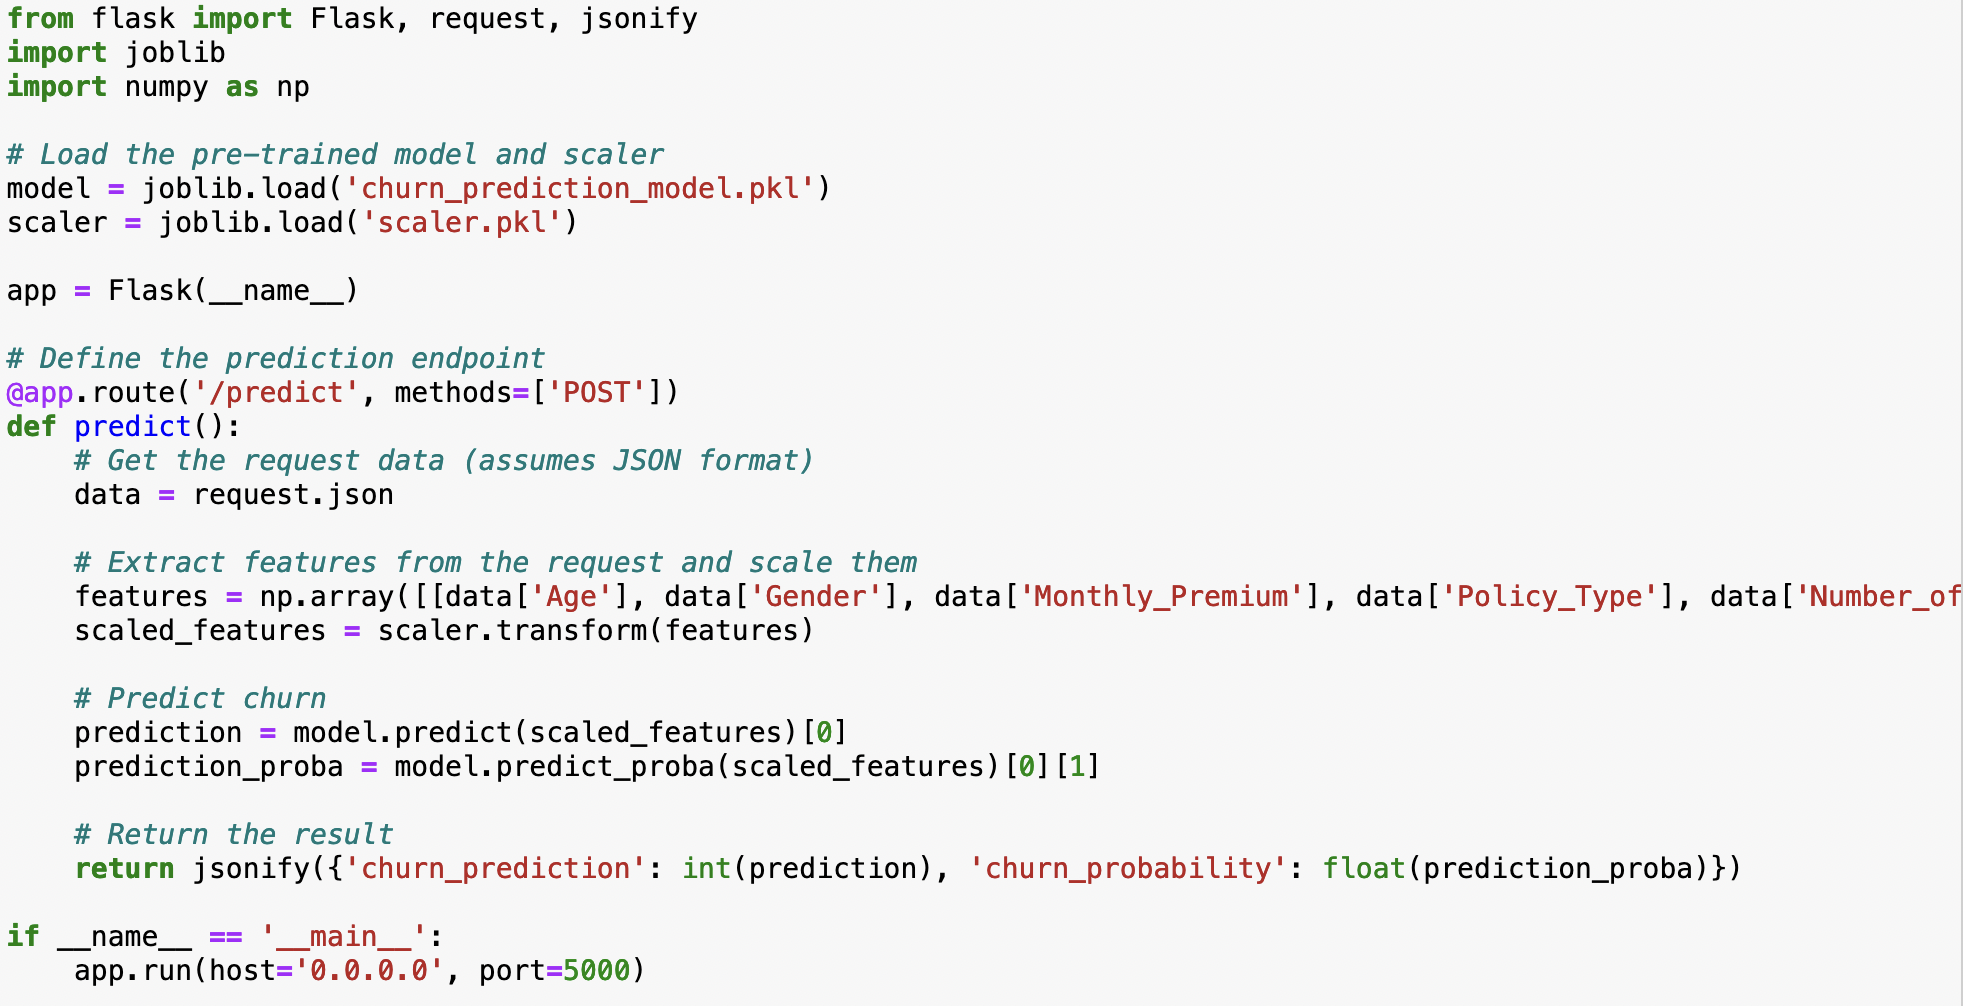 from flask import Flask, request, jsonify
import joblib
import numpy as np
# Load the pre-trained model and scaler
model = joblib.load('churn_prediction_model.pkl')
scaler = joblib.load('scaler.pkl')
app = Flask(__name__)
# Define the prediction endpoint
@app.route('/predict', methods=['POST'])
def predict():
    # Get the request data (assumes JSON format)
    data = request.json
    # Extract features from the request and scale them
    features = np.array([[data['Age'], data['Gender'], data['Monthly_Premium'], data['Policy_Type'], data['Number_of
    scaled_features = scaler.transform(features)
    # Predict churn
    prediction = model.predict(scaled_features)[0]
    prediction_proba = model.predict_proba(scaled_features)[0][1]
    # Return the result
    return jsonify({'churn_prediction': int(prediction), 'churn_probability': float(prediction_proba)})
if __name__ == '__main__':
    app.run(host='0.0.0.0', port=5000)